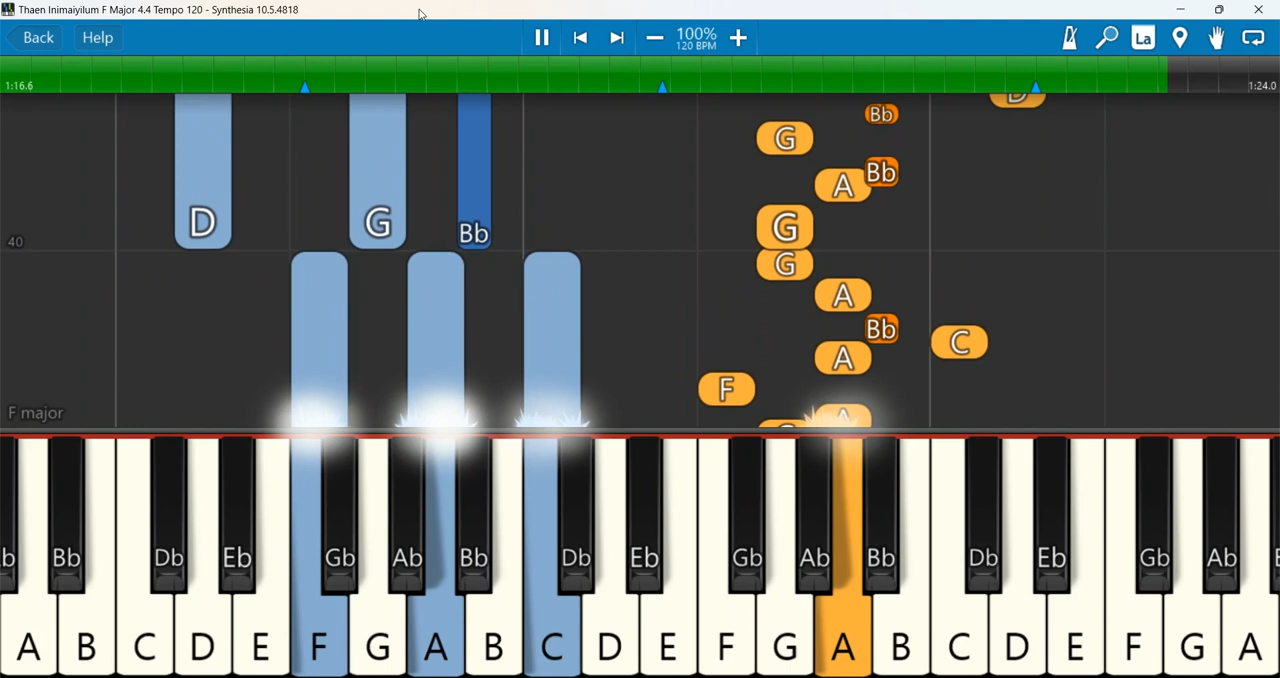 Thaen Inimaiyilum F Major 4.4 Tempo 120 - Synthesia 10.5.4818
Back Help 100% La
120 BPM
1:16.6 1:24.0
D
Bb
G
Bb
A
D G G
Bb
40
G
A
Bb
C
A
F
F major A
Bb Db Eb Gb Ab Bb Db Eb Gb Ab Bb Db Eb Gb Ab
A B C D E F G A B C D E F G A B C D E F G A